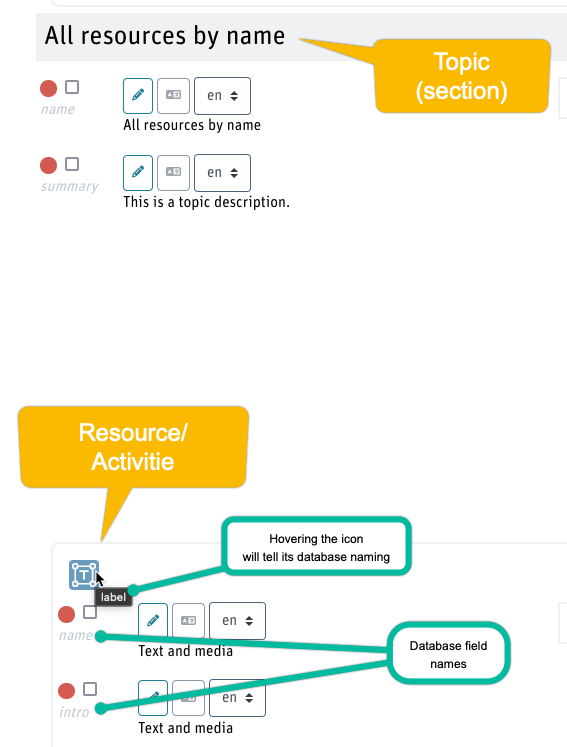 All resources by name
Topic
(section)
en
name
All resources by name
en
summary
This is a topic description.
Resource/
Activitie
Hovering the icon
will tell its database naming
T
label
en
name
Text and media
Database field
names
en
intro
Text and media